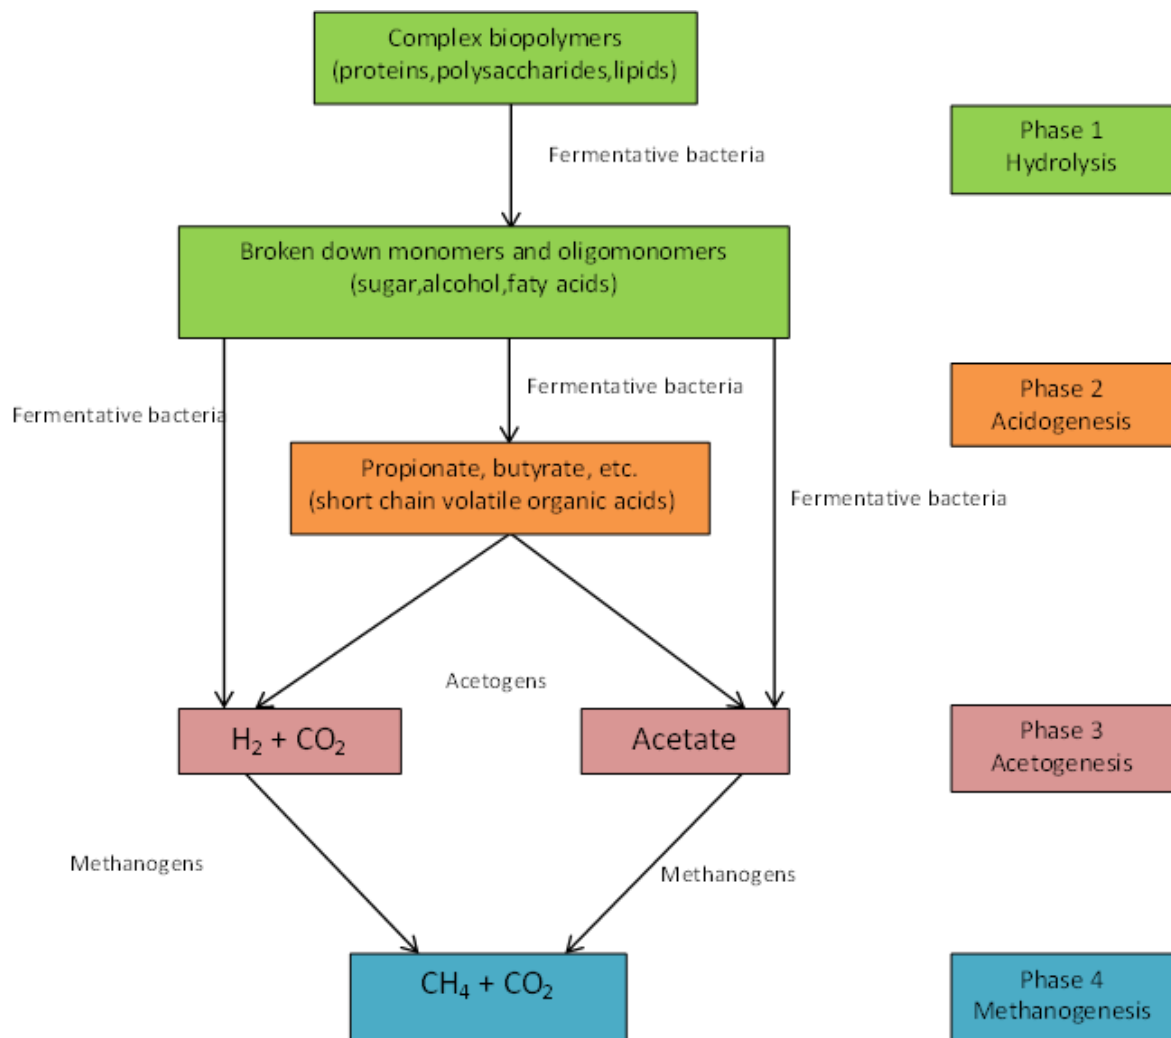 Complex biopolymers
(proteins,polysaccharides,lipids)
Fermentative bacteria
Phase 1
Hydrolysis
Broken down monomers and oligomonomers
(sugar,alcohol,faty acids)
Fermentative bacteria
Fermentative bacteria
Phase 2
Acidogenesis
Propionate, butyrate, etc.
(short chain volatile organic acids)
Fermentative bacteria
Acetogens
H₂ + CO₂
Acetate
Phase 3
Acetogenesis
Methanogens
Methanogens
CH₄ + CO₂
Phase 4
Methanogenesis